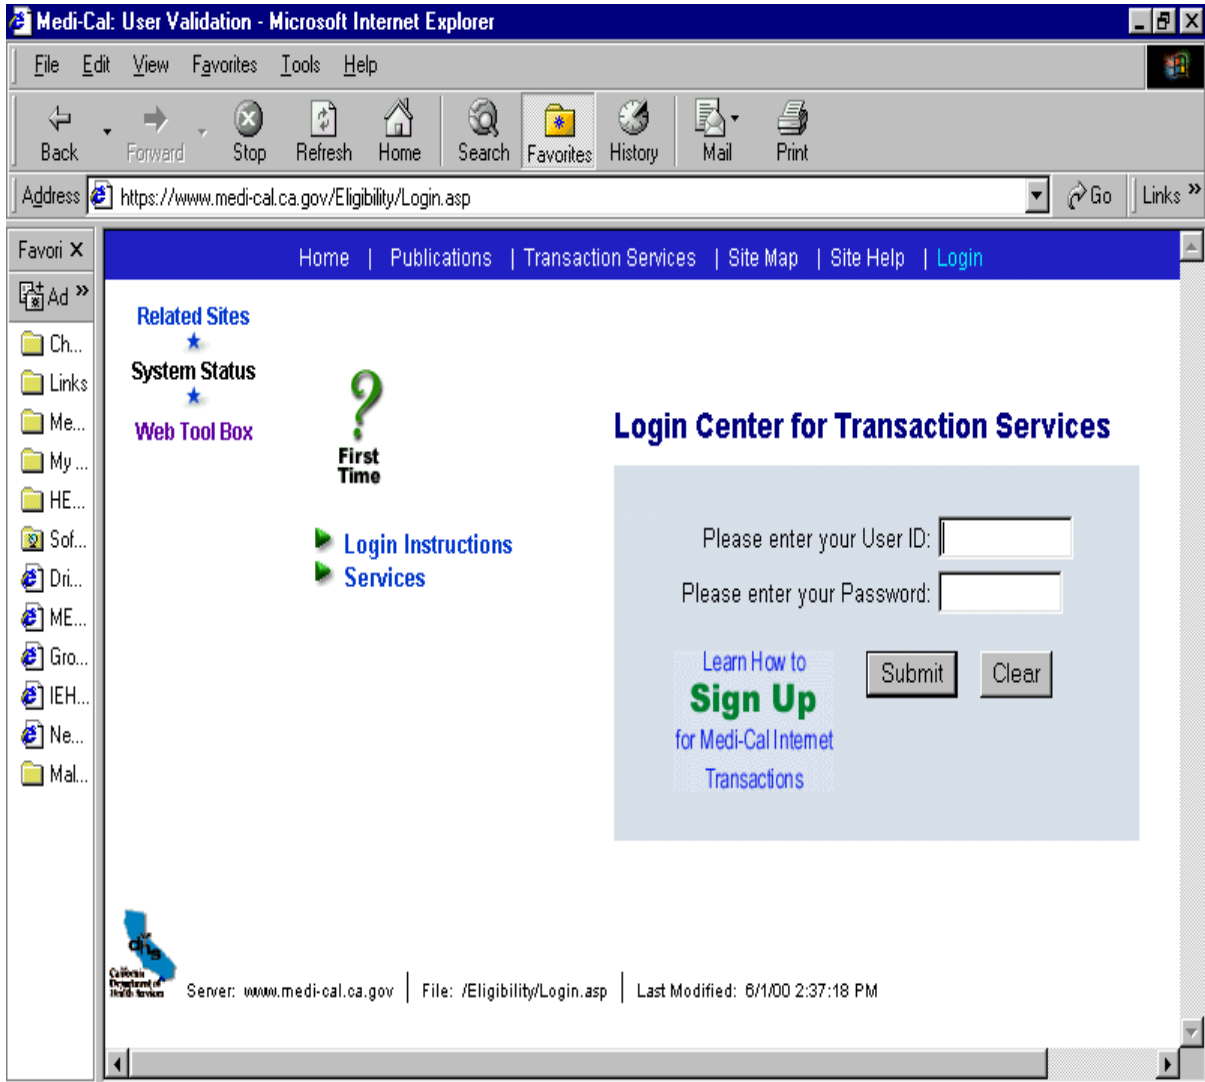 Medi-Cal: User Validation - Microsoft Internet Explorer
File Edit View Favorites Tools Help
Back Forward Stop Refresh Home Search Favorites History Mail Print
Address https://www.medi-cal.ca.gov/Eligibility/Login.asp Go Links »
Favori X
Ad »
Ch...
Links
Me...
My ...
HE...
Sof...
Dri...
ME...
Gro...
IEH...
Ne...
Mal...
Home | Publications | Transaction Services | Site Map | Site Help | Login
Related Sites
System Status
Web Tool Box
?
First
Time
Login Instructions
Services
Login Center for Transaction Services
Please enter your User ID:
Please enter your Password:
Learn How to
Sign Up
for Medi-Cal Internet
Transactions
Submit Clear
dhs
California
Department of
Health Services
Server: www.medi-cal.ca.gov | File: /Eligibility/Login.asp | Last Modified: 6/1/00 2:37:18 PM